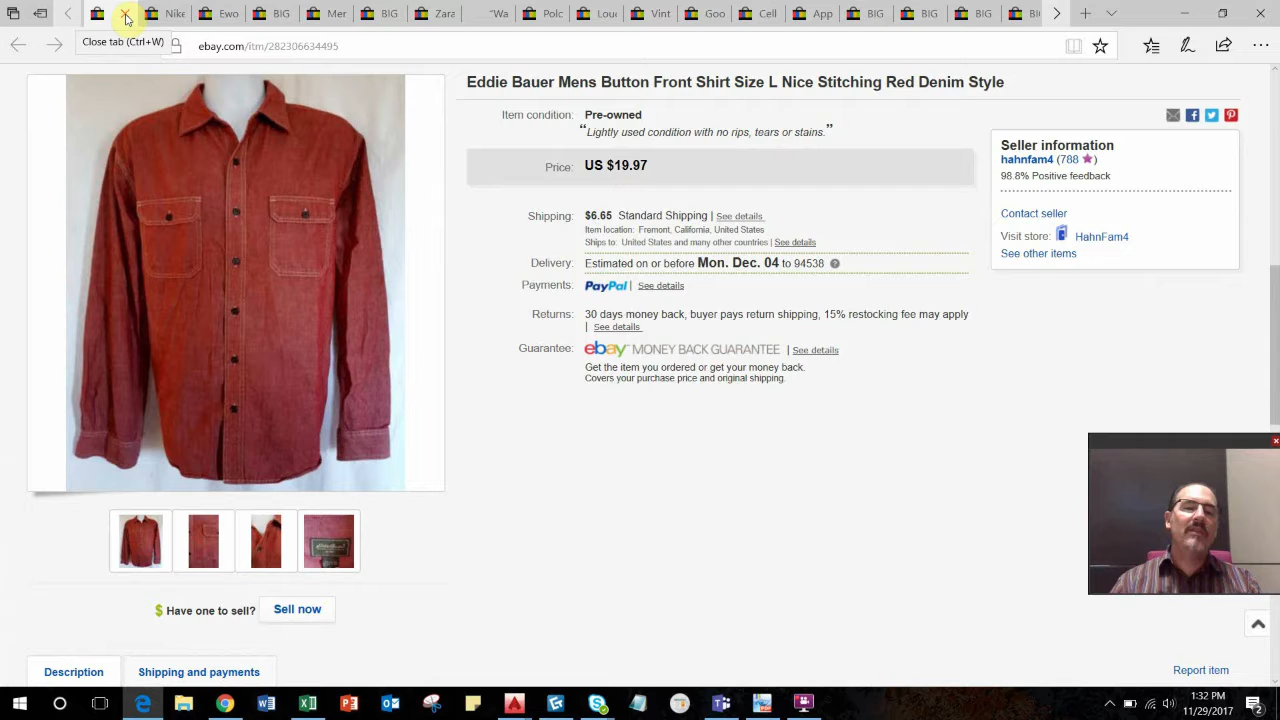 Nike
Ewo
BIG
Mer
BIG
Zara
"Wa
Polc
Lou
Vint
Goo
Cell
App
BIG
BIG
BIG
Close tab (Ctrl+W)
ebay.com/itm/282306634495
Eddie Bauer Mens Button Front Shirt Size L Nice Stitching Red Denim Style
Item condition: Pre-owned
“Lightly used condition with no rips, tears or stains.”
Price: US $19.97
Shipping: $6.65 Standard Shipping | See details
Item location: Fremont, California, United States
Ships to: United States and many other countries | See details
Delivery: Estimated on or before Mon. Dec. 04 to 94538
Payments: PayPal | See details
Returns: 30 days money back, buyer pays return shipping, 15% restocking fee may apply
| See details
Guarantee: ebay MONEY BACK GUARANTEE | See details
Get the item you ordered or get your money back.
Covers your purchase price and original shipping.
Seller information
hahnfam4 (788)
98.8% Positive feedback
Contact seller
Visit store: HahnFam4
See other items
$ Have one to sell? Sell now
Description
Shipping and payments
Report item
1:32 PM
11/29/2017
2